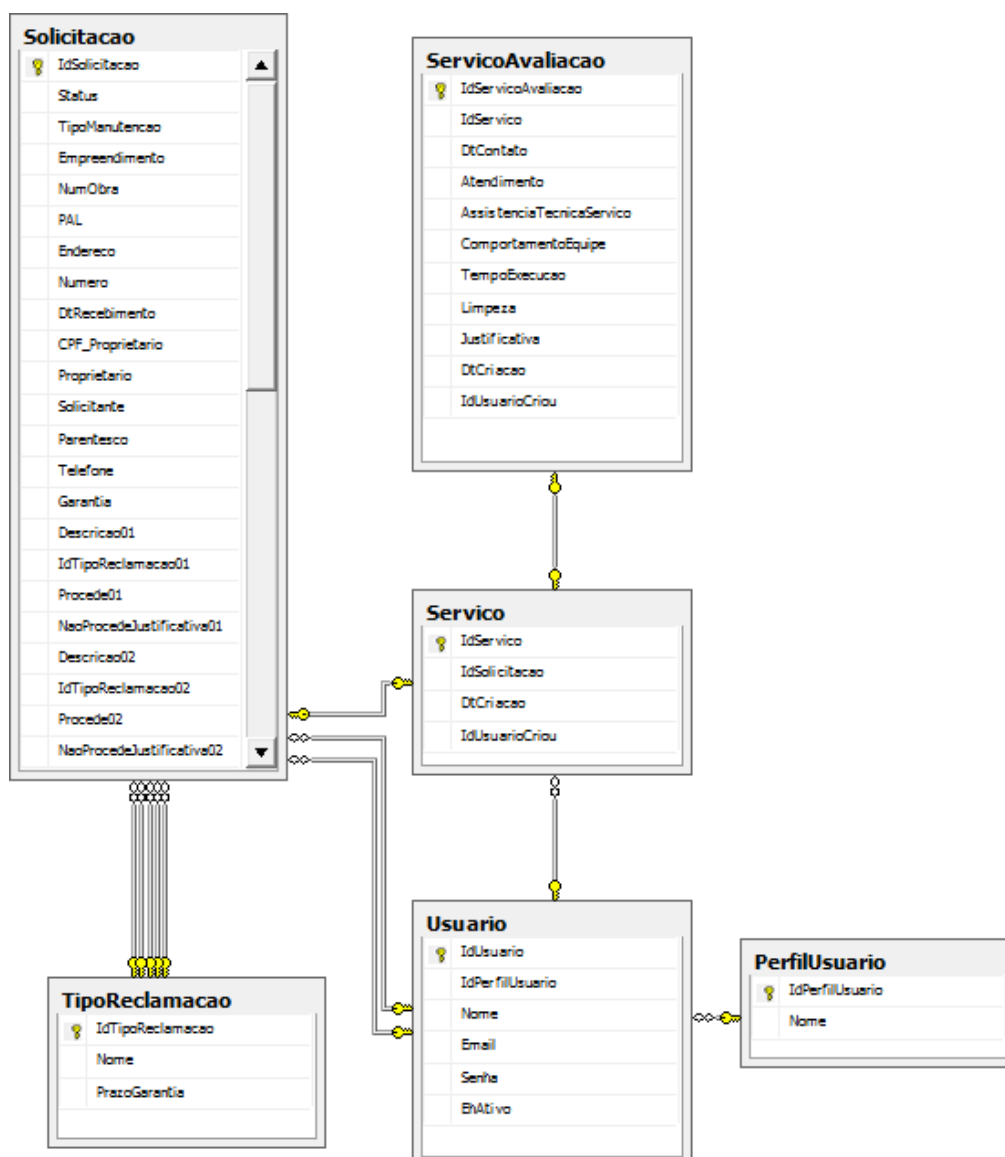 Solicitacao
IdSolicitacao
Status
TipoManutencao
Empreendimento
NumObra
PAL
Endereco
Numero
DtRecebimento
CPF_Proprietario
Proprietario
Solicitante
Parentesco
Telefone
Garantia
Descricao01
IdTipoReclamacao01
Procede01
NaoProcedeJustificativa01
Descricao02
IdTipoReclamacao02
Procede02
NaoProcedeJustificativa02
ServicoAvaliacao
IdServicoAvaliacao
IdServico
DtContato
Atendimento
AssistenciaTecnicaServico
ComportamentoEquipe
TempoExecucao
Limpeza
Justificativa
DtCriacao
IdUsuarioCriou
Servico
IdServico
IdSolicitacao
DtCriacao
IdUsuarioCriou
TipoReclamacao
IdTipoReclamacao
Nome
PrazoGarantia
Usuario
IdUsuario
IdPerfilUsuario
Nome
Email
Senha
EhAtivo
PerfilUsuario
IdPerfilUsuario
Nome